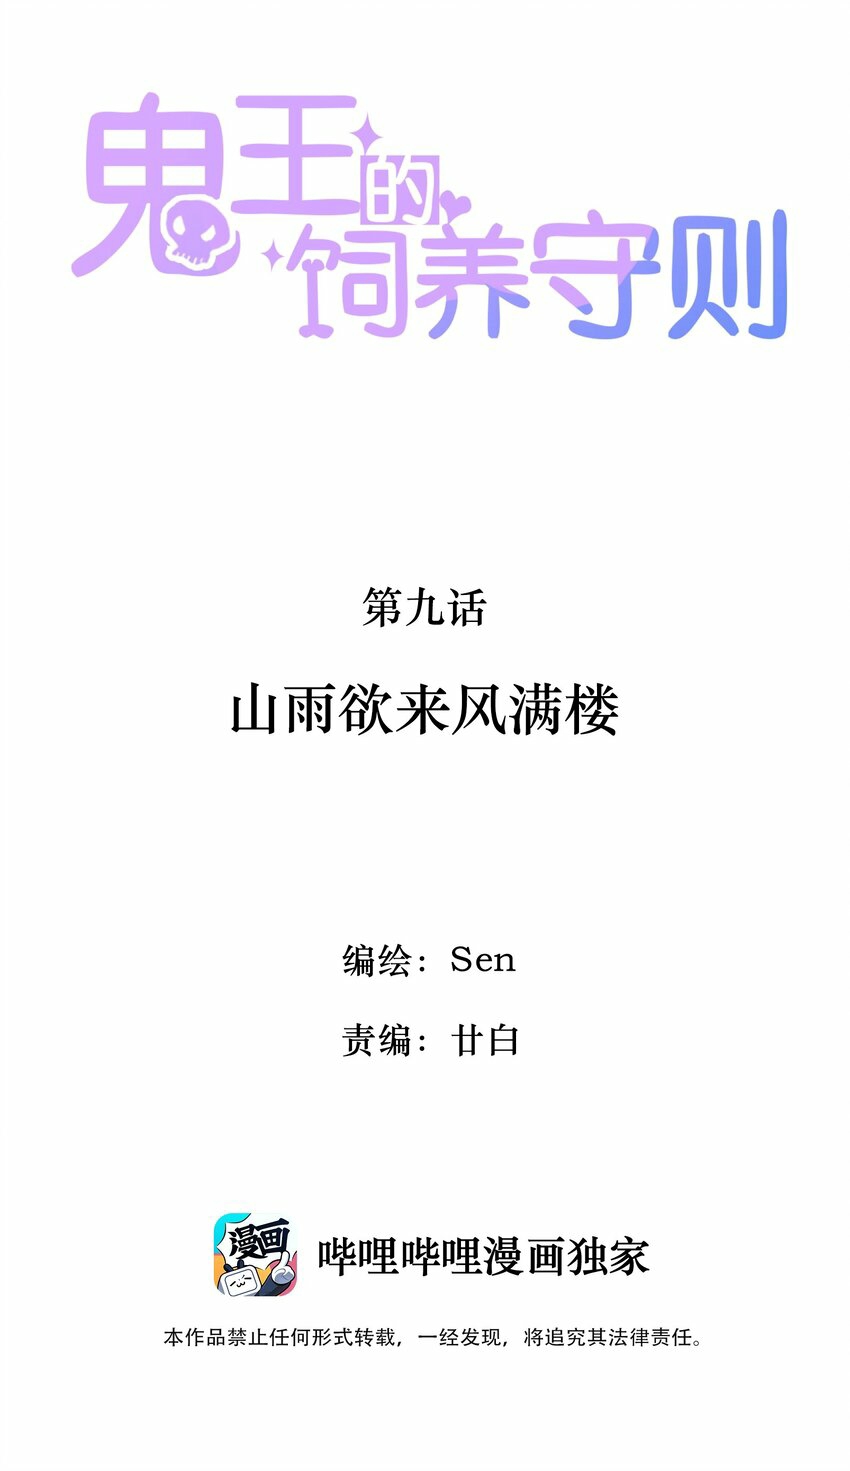 鬼王的
饲养守则
第九话
山雨欲来风满楼
编绘：Sen
责编：廿白
漫画
哔哩哔哩漫画独家
本作品禁止任何形式转载，一经发现，将追究其法律责任。